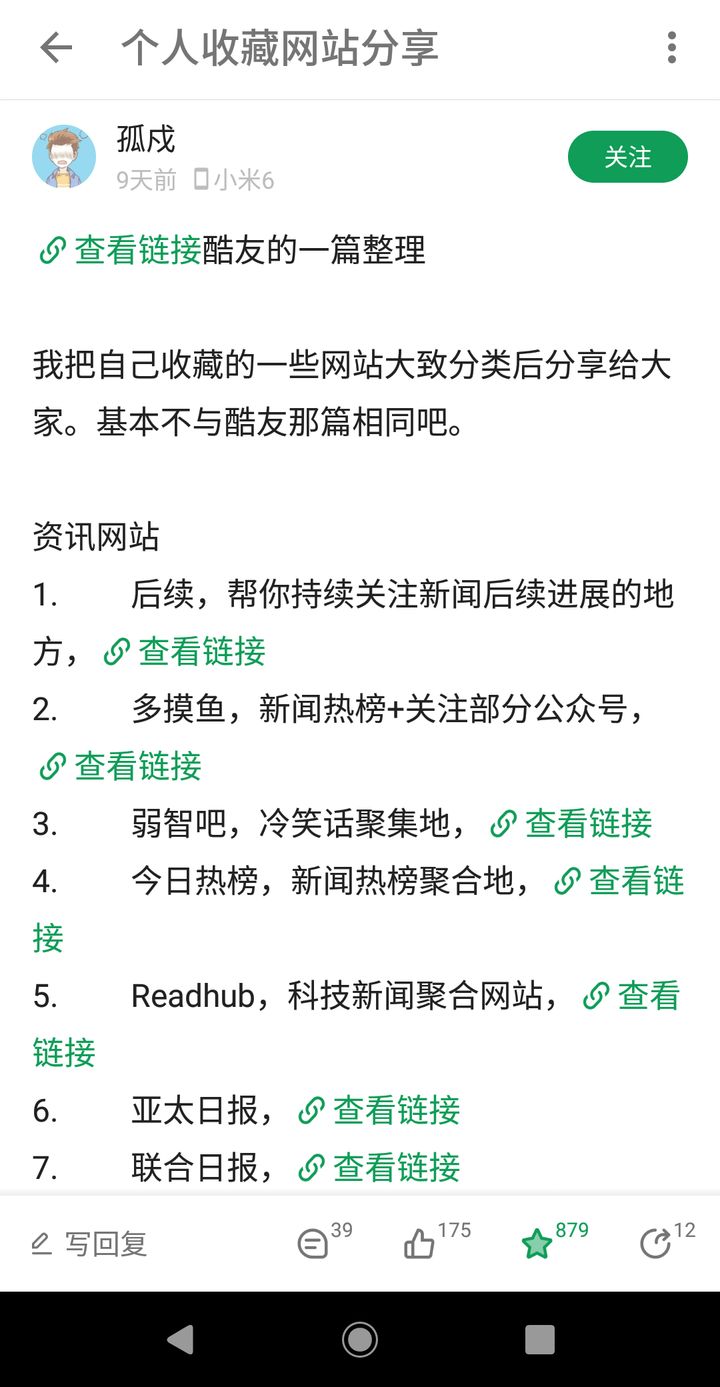 个人收藏网站分享
孤戍
9天前 小米6
关注
查看链接酷友的一篇整理
我把自己收藏的一些网站大致分类后分享给大
家。基本不与酷友那篇相同吧。
资讯网站
1. 后续，帮你持续关注新闻后续进展的地
方， 查看链接
2. 多摸鱼，新闻热榜+关注部分公众号，
查看链接
3. 弱智吧，冷笑话聚集地， 查看链接
4. 今日热榜，新闻热榜聚合地， 查看链
接
5. Readhub，科技新闻聚合网站， 查看
链接
6. 亚太日报， 查看链接
7. 联合日报， 查看链接
写回复 39 175 879 12